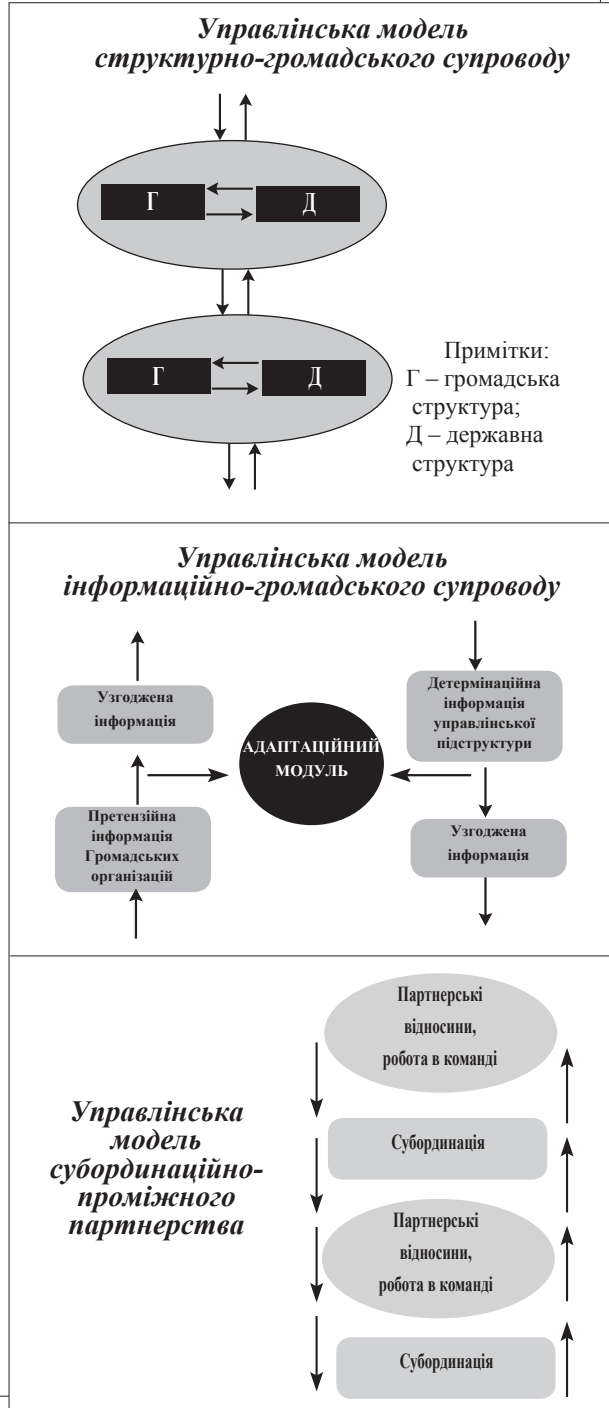 Управлінська модель
структурно-громадського супроводу
Г
Д
Г
Д
Примітки:
Г – громадська
структура;
Д – державна
структура
Управлінська модель
інформаційно-громадського супроводу
Узгоджена
інформація
Претензійна
інформація
Громадських
організацій
АДАПТАЦІЙНИЙ
МОДУЛЬ
Детермінаційна
інформація
управлінської
підструктури
Узгоджена
інформація
Управлінська
модель
субординаційно-
проміжного
партнерства
Партнерські
відносини,
робота в команді
Субординація
Партнерські
відносини,
робота в команді
Субординація